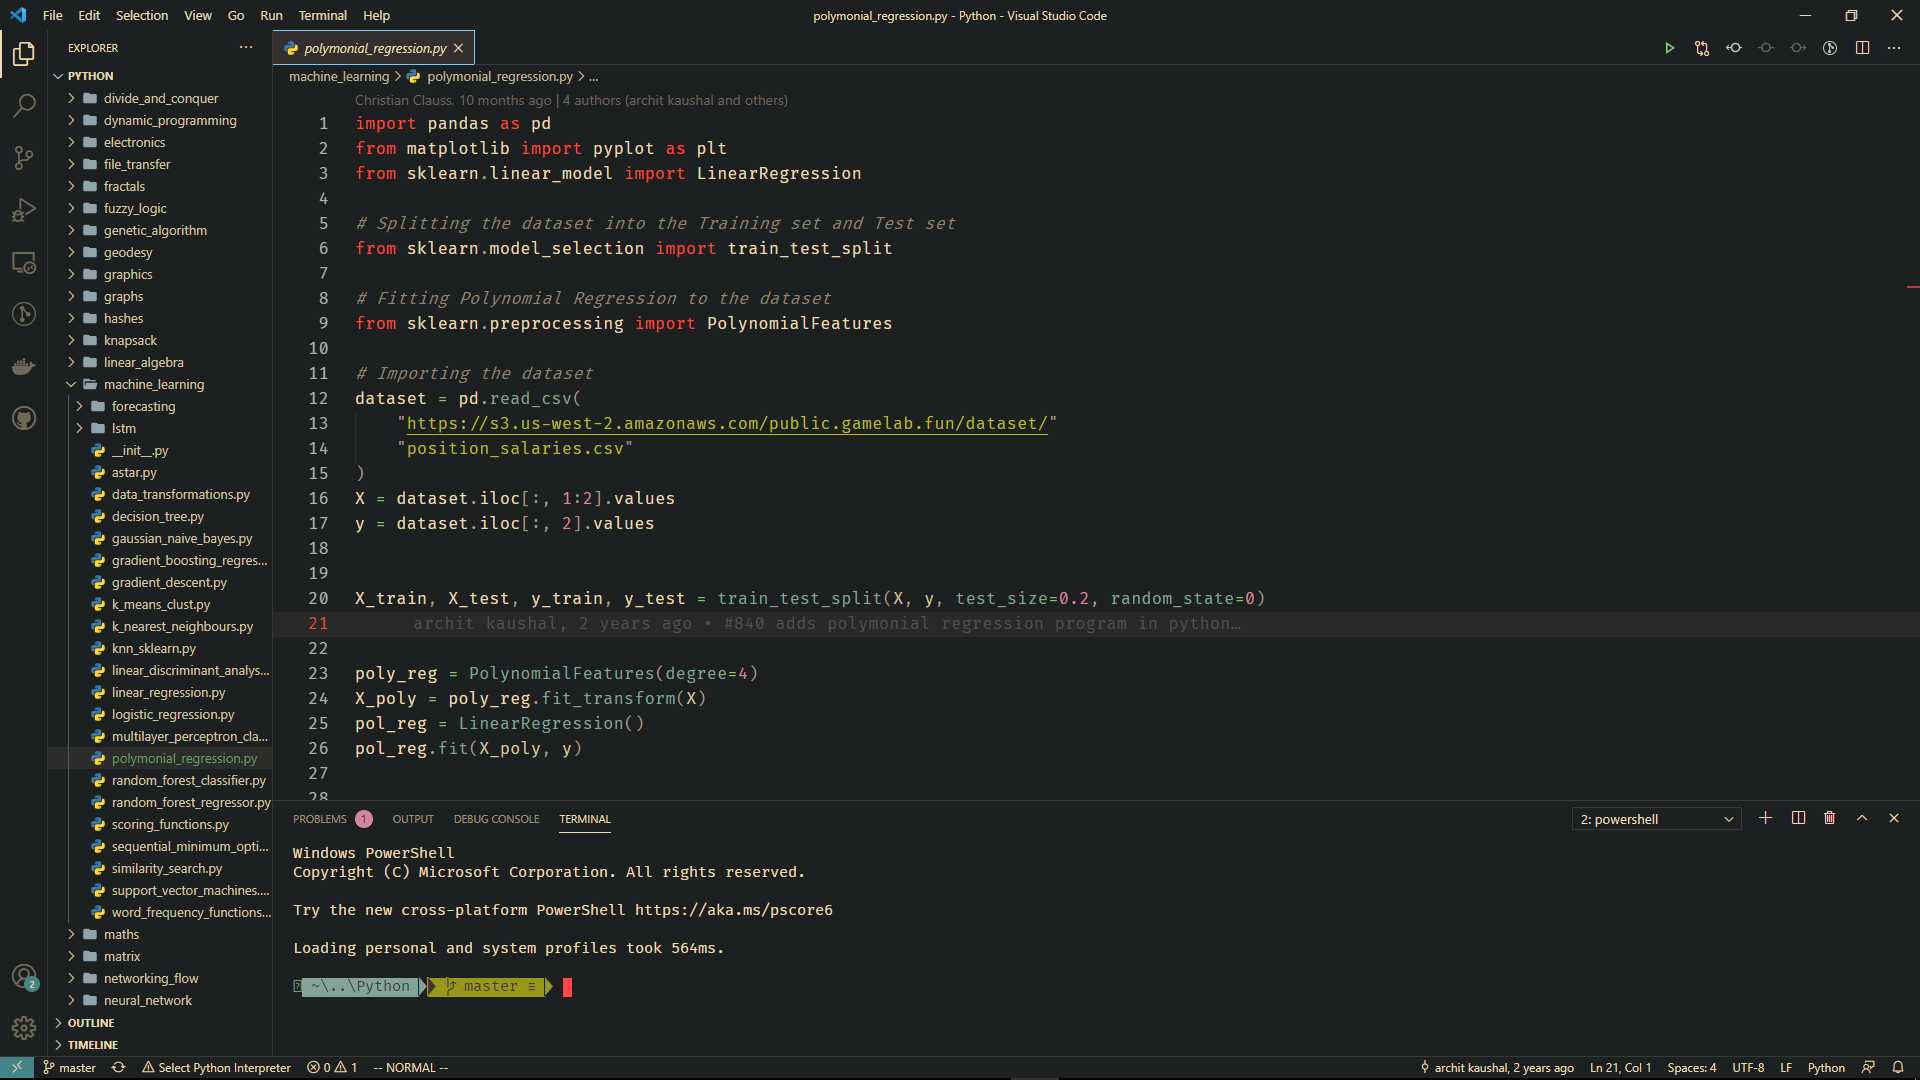 File Edit Selection View Go Run Terminal Help
polymonial_regression.py - Python - Visual Studio Code
EXPLORER
PYTHON
divide_and_conquer
dynamic_programming
electronics
file_transfer
fractals
fuzzy_logic
genetic_algorithm
geodesy
graphics
graphs
hashes
knapsack
linear_algebra
machine_learning
forecasting
lstm
__init__.py
astar.py
data_transformations.py
decision_tree.py
gaussian_naive_bayes.py
gradient_boosting_regres...
gradient_descent.py
k_means_clust.py
k_nearest_neighbours.py
knn_sklearn.py
linear_discriminant_analys...
linear_regression.py
logistic_regression.py
multilayer_perceptron_cla...
polymonial_regression.py
random_forest_classifier.py
random_forest_regressor.py
scoring_functions.py
sequential_minimum_opti...
similarity_search.py
support_vector_machines....
word_frequency_functions...
maths
matrix
networking_flow
neural_network
OUTLINE
TIMELINE
2
polymonial_regression.py
machine_learning > polymonial_regression.py > ...
Christian Clauss, 10 months ago | 4 authors (archit kaushal and others)
1 import pandas as pd
2 from matplotlib import pyplot as plt
3 from sklearn.linear_model import LinearRegression
4
5 # Splitting the dataset into the Training set and Test set
6 from sklearn.model_selection import train_test_split
7
8 # Fitting Polynomial Regression to the dataset
9 from sklearn.preprocessing import PolynomialFeatures
10
11 # Importing the dataset
12 dataset = pd.read_csv(
13 "https://s3.us-west-2.amazonaws.com/public.gamelab.fun/dataset/"
14 "position_salaries.csv"
15 )
16 X = dataset.iloc[:, 1:2].values
17 y = dataset.iloc[:, 2].values
18
19
20 X_train, X_test, y_train, y_test = train_test_split(X, y, test_size=0.2, random_state=0)
21 archit kaushal, 2 years ago • #840 adds polymonial regression program in python…
22
23 poly_reg = PolynomialFeatures(degree=4)
24 X_poly = poly_reg.fit_transform(X)
25 pol_reg = LinearRegression()
26 pol_reg.fit(X_poly, y)
27
28
PROBLEMS 1 OUTPUT DEBUG CONSOLE TERMINAL
2: powershell
Windows PowerShell
Copyright (C) Microsoft Corporation. All rights reserved.
Try the new cross-platform PowerShell https://aka.ms/pscore6
Loading personal and system profiles took 564ms.
~\..\Python master ≡
master Select Python Interpreter 0 1 -- NORMAL --
archit kaushal, 2 years ago Ln 21, Col 1 Spaces: 4 UTF-8 LF Python